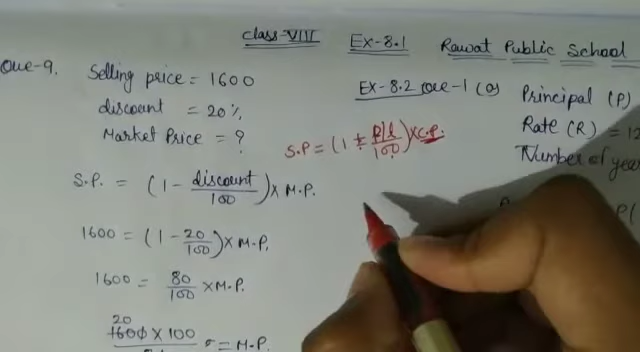 Class-VIII Ex-8.1 Rawat Public School
Que-9. Selling price = 1600
discount = 20%
Market Price = ?
S.P. = (1 - discount/100) × M.P.
1600 = (1 - 20/100) × M.P.
1600 = 80/100 × M.P.
20
1600 × 100
= M.P.
S.P = (1 ± P/l/100) × C.P.
Ex-8.2 Que-1 (a)
Principal (P)
Rate (R) = 12
Number of year